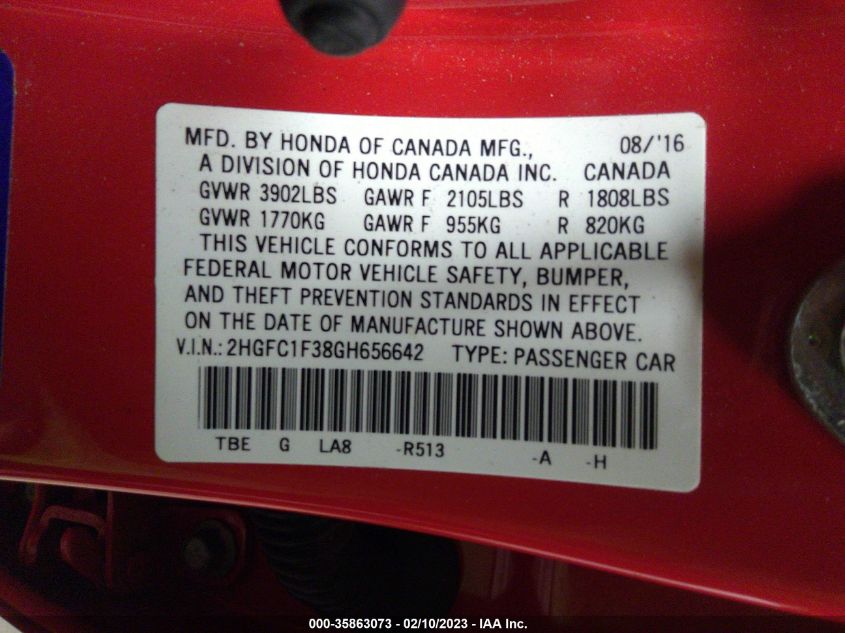 MFD. BY HONDA OF CANADA MFG., 08/'16
A DIVISION OF HONDA CANADA INC. CANADA
GVWR 3902LBS GAWR F 2105LBS R 1808LBS
GVWR 1770KG GAWR F 955KG R 820KG
THIS VEHICLE CONFORMS TO ALL APPLICABLE
FEDERAL MOTOR VEHICLE SAFETY, BUMPER,
AND THEFT PREVENTION STANDARDS IN EFFECT
ON THE DATE OF MANUFACTURE SHOWN ABOVE.
V.I.N.: 2HGFC1F38GH656642 TYPE: PASSENGER CAR
TBE G LA8 -R513 -A -H
000-35863073 - 02/10/2023 - IAA Inc.